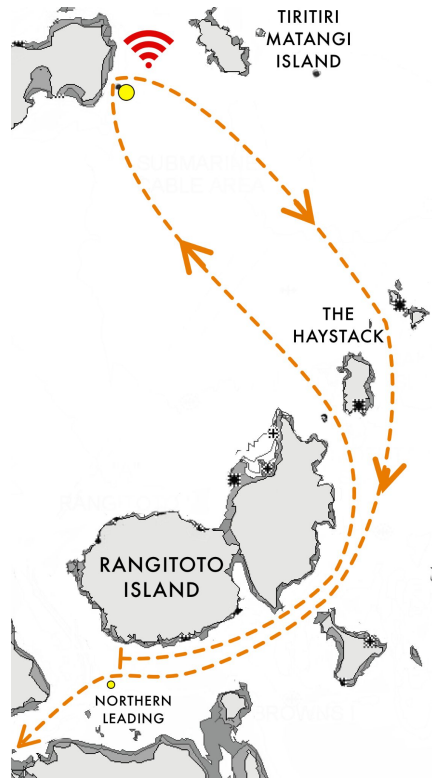 TIRITIRI
MATANGI
ISLAND
THE
HAYSTACK
RANGITOTO
ISLAND
NORTHERN
LEADING